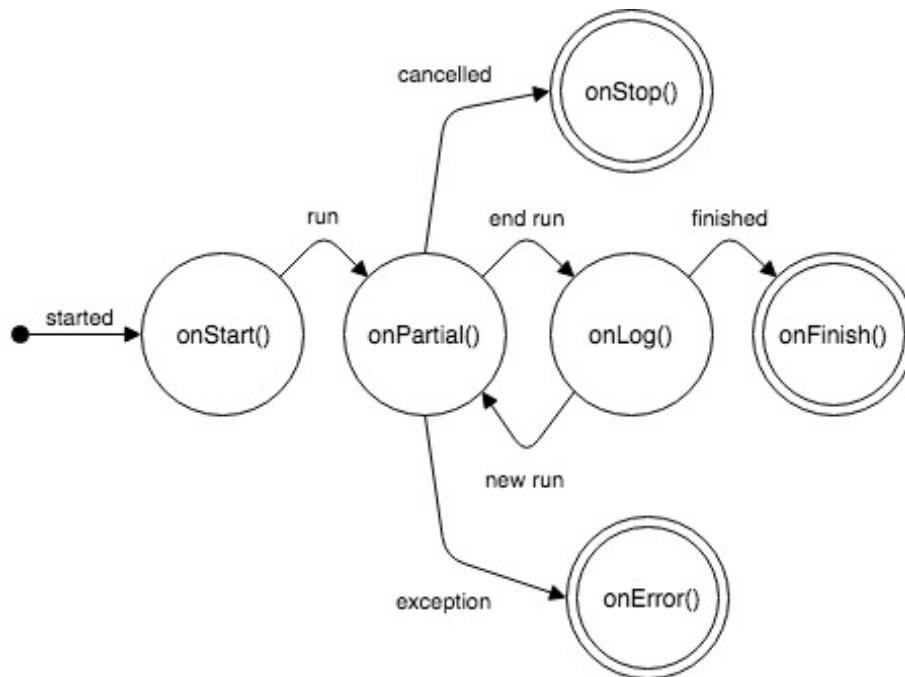 cancelled
onStop()
run
end run
finished
started
onStart()
onPartial()
onLog()
onFinish()
new run
exception
onError()